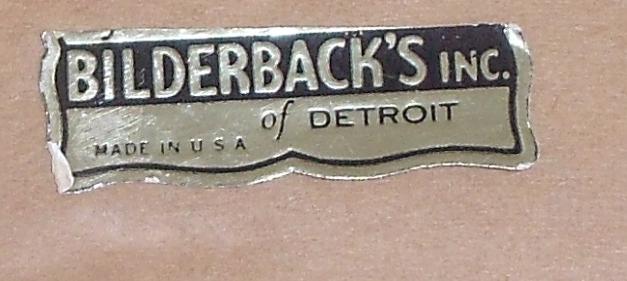 BILDERBACK'S INC.
of DETROIT
MADE IN U S A